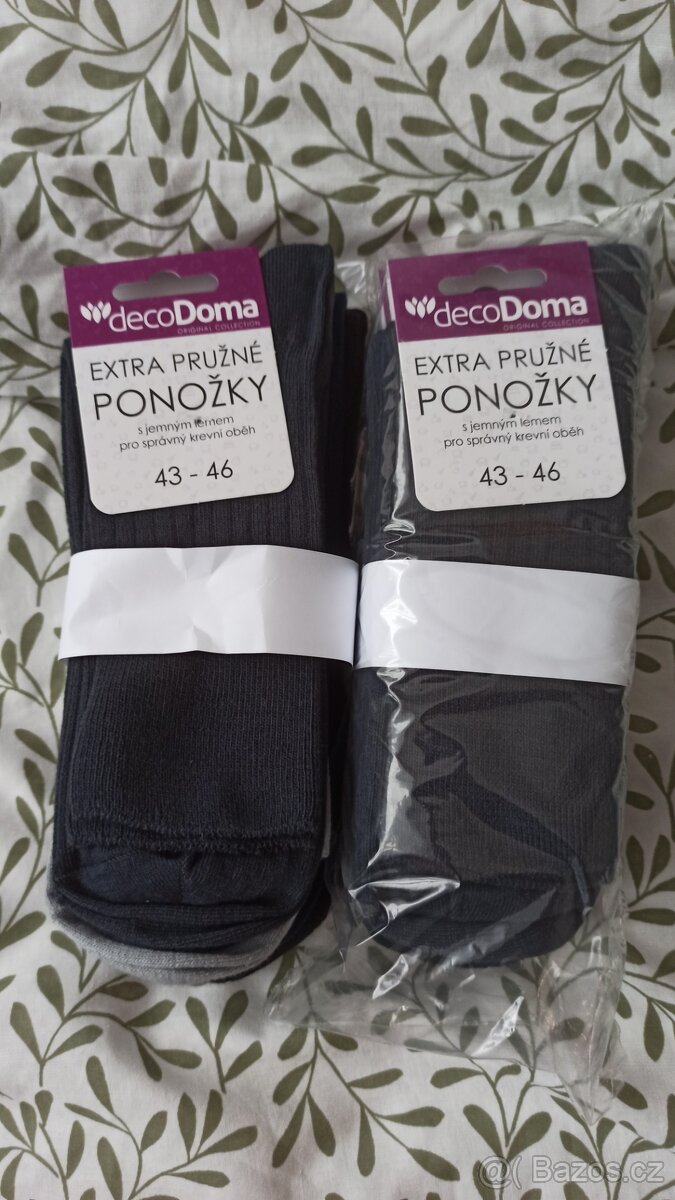 decoDoma
ORIGINAL COLLECTION
EXTRA PRUŽNÉ
PONOŽKY
s jemným lemem
pro správný krevní oběh
43 - 46
decoDoma
ORIGINAL COLLECTION
EXTRA PRUŽNÉ
PONOŽKY
s jemným lemem
pro správný krevní oběh
43 - 46
Bazos.cz